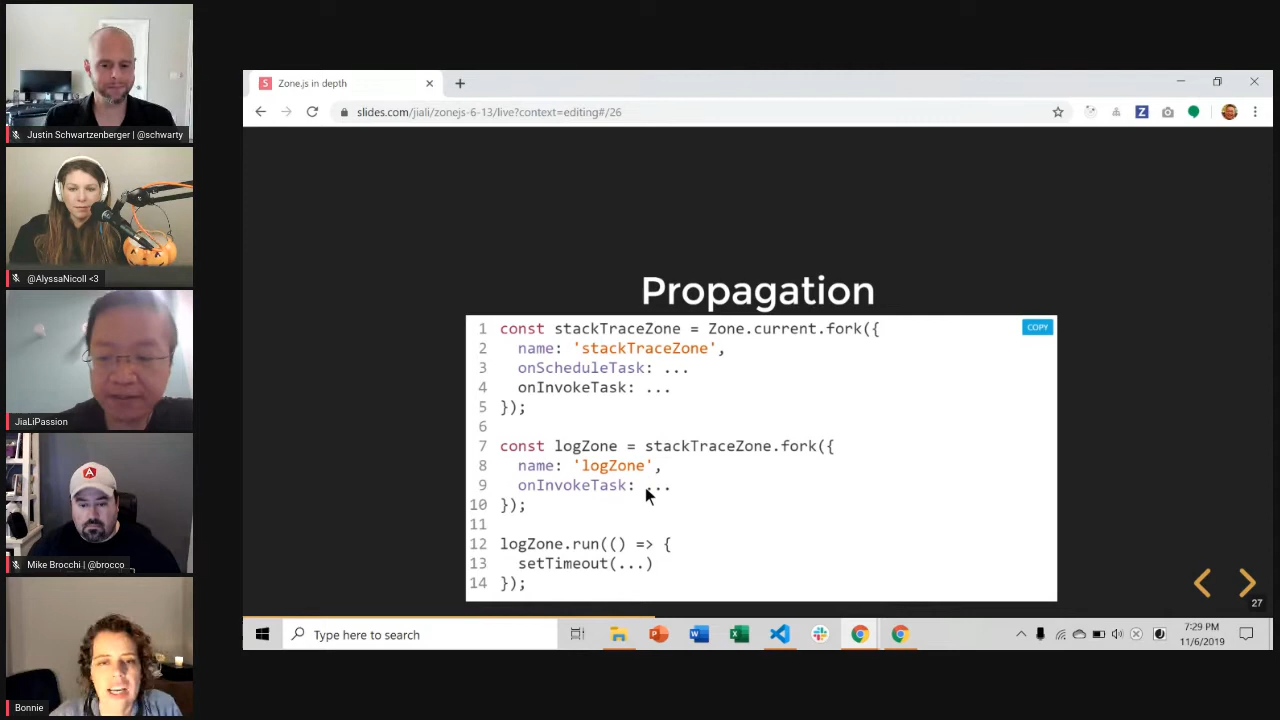 Justin Schwartzenberger | @schwarty
@AlyssaNicoll <3
JiaLiPassion
Mike Brocchi | @brocco
Bonnie
S Zone.js in depth
slides.com/jiali/zonejs-6-13/live?context=editing#/26
Z
Propagation
COPY
1 const stackTraceZone = Zone.current.fork({
2 name: 'stackTraceZone',
3 onScheduleTask: ...
4 onInvokeTask: ...
5 });
6
7 const logZone = stackTraceZone.fork({
8 name: 'logZone',
9 onInvokeTask: ...
10 });
11
12 logZone.run(() => {
13 setTimeout(...)
14 });
27
Type here to search
7:29 PM
11/6/2019